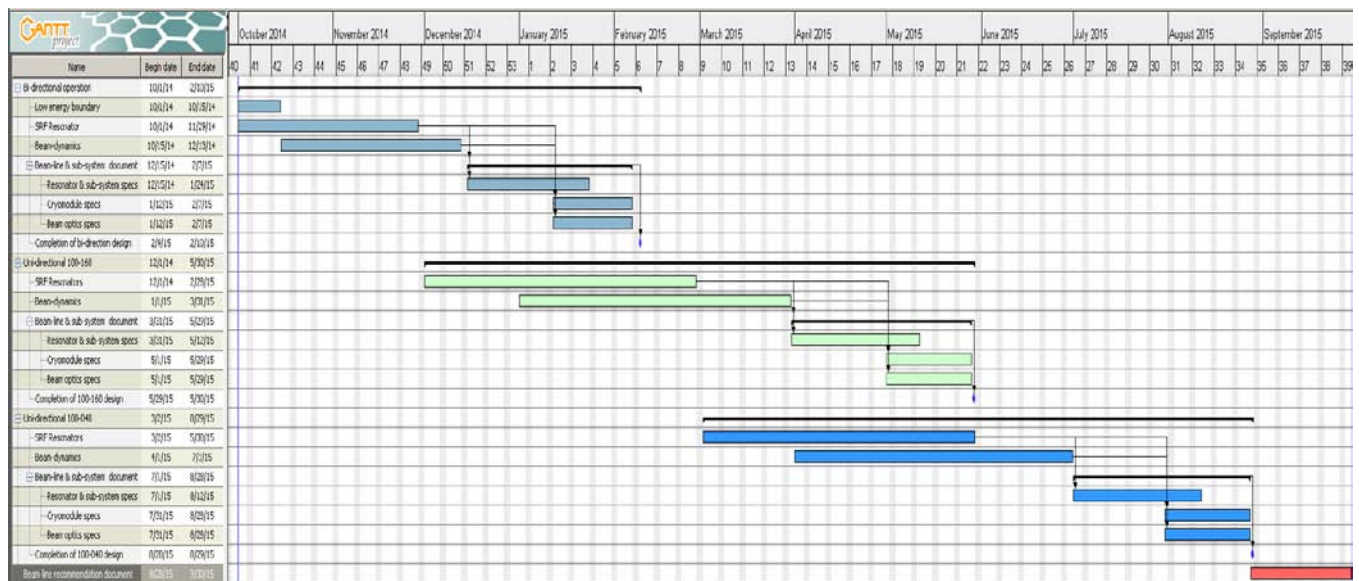 GANTT
project
October 2014 November 2014 December 2014 January 2015 February 2015 March 2015 April 2015 May 2015 June 2015 July 2015 August 2015 September 2015
Name Begin date End date 40 41 42 43 44 45 46 47 48 49 50 51 52 53 1 2 3 4 5 6 7 8 9 10 11 12 13 14 15 16 17 18 19 20 21 22 23 24 25 26 27 28 29 30 31 32 33 34 35 36 37 38 39
Bi-directional operation 10/1/14 2/10/15
Low energy boundary 10/1/14 10/15/14
SRF Resonator 10/1/14 11/29/14
Beam-dynamics 10/15/14 12/13/14
Beam-line & sub-system document 12/15/14 2/7/15
Resonator & sub-system specs 12/15/14 1/24/15
Cryomodule specs 1/12/15 2/7/15
Beam optics specs 1/12/15 2/7/15
Completion of bi-direction design 2/9/15 2/10/15
Uni-directional 100-160 12/1/14 5/30/15
SRF Resonators 12/1/14 2/28/15
Beam-dynamics 1/1/15 3/31/15
Beam-line & sub-system document 3/31/15 5/29/15
Resonator & sub-system specs 3/31/15 5/12/15
Cryomodule specs 5/1/15 5/29/15
Beam optics specs 5/1/15 5/29/15
Completion of 100-160 design 5/29/15 5/30/15
Uni-directional 100-040 3/2/15 8/29/15
SRF Resonators 3/2/15 5/30/15
Beam-dynamics 4/1/15 7/1/15
Beam-line & sub-system document 7/1/15 8/28/15
Resonator & sub-system specs 7/1/15 8/12/15
Cryomodule specs 7/31/15 8/28/15
Beam optics specs 7/31/15 8/28/15
Completion of 100-040 design 8/28/15 8/29/15
Beam-line recommendition document 8/28/15 9/30/15